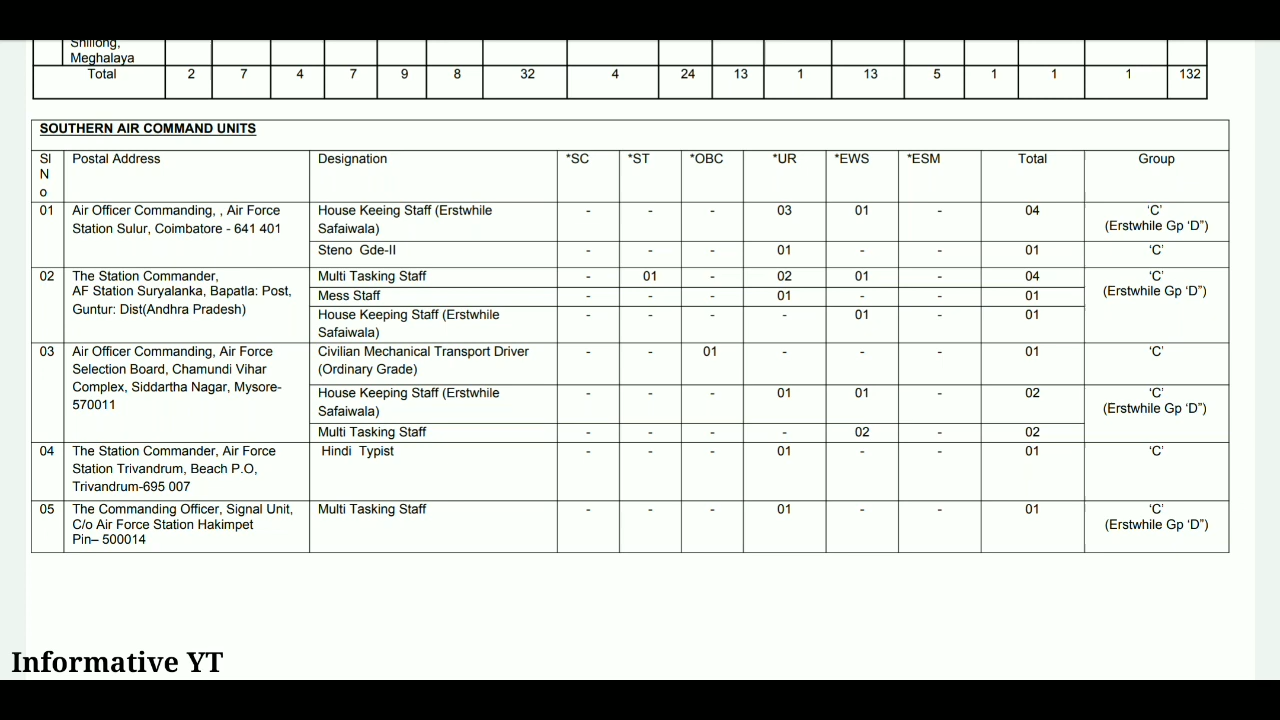 Shillong,
Meghalaya
Total 2 7 4 7 9 8 32 4 24 13 1 13 5 1 1 1 132
SOUTHERN AIR COMMAND UNITS
Sl N o Postal Address Designation *SC *ST *OBC *UR *EWS *ESM Total Group
01 Air Officer Commanding, , Air Force House Keeing Staff (Erstwhile - - - 03 01 - 04 ‘C’
Station Sulur, Coimbatore - 641 401 Safaiwala) (Erstwhile Gp ‘D”)
Steno Gde-II - - - 01 - - 01 ‘C’
02 The Station Commander, Multi Tasking Staff - 01 - 02 01 - 04 ‘C’
AF Station Suryalanka, Bapatla: Post, (Erstwhile Gp ‘D”)
Mess Staff - - - 01 - - 01
Guntur: Dist(Andhra Pradesh)
House Keeping Staff (Erstwhile - - - - 01 - 01
Safaiwala)
03 Air Officer Commanding, Air Force Civilian Mechanical Transport Driver - - 01 - - - 01 ‘C’
Selection Board, Chamundi Vihar (Ordinary Grade)
Complex, Siddartha Nagar, Mysore- House Keeping Staff (Erstwhile - - - 01 01 - 02 ‘C’
570011 Safaiwala) (Erstwhile Gp ‘D”)
Multi Tasking Staff - - - - 02 - 02
04 The Station Commander, Air Force Hindi Typist - - - 01 - - 01 ‘C’
Station Trivandrum, Beach P.O,
Trivandrum-695 007
05 The Commanding Officer, Signal Unit, Multi Tasking Staff - - - 01 - - 01 ‘C’
C/o Air Force Station Hakimpet (Erstwhile Gp ‘D”)
Pin– 500014
Informative YT